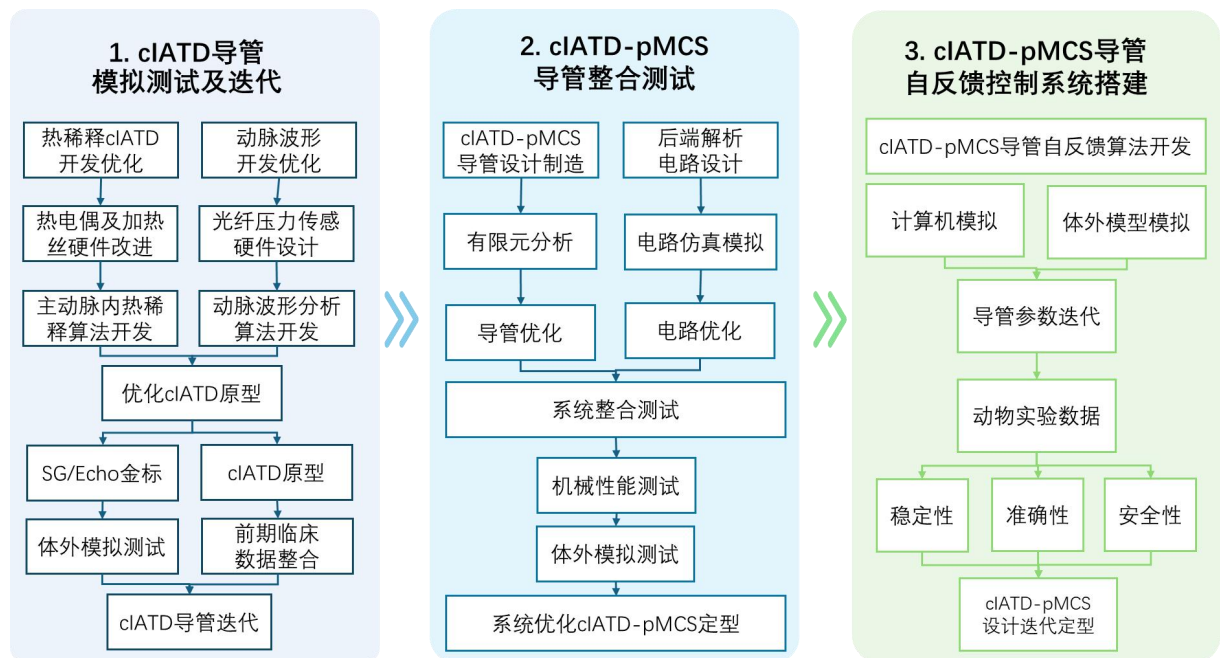 1. cIATD导管
模拟测试及迭代
热稀释cIATD
开发优化
动脉波形
开发优化
热电偶及加热
丝硬件改进
光纤压力传感
硬件设计
主动脉内热稀
释算法开发
动脉波形分析
算法开发
优化cIATD原型
SG/Echo金标
cIATD原型
体外模拟测试
前期临床
数据整合
cIATD导管迭代
2. cIATD-pMCS
导管整合测试
cIATD-pMCS
导管设计制造
后端解析
电路设计
有限元分析
电路仿真模拟
导管优化
电路优化
系统整合测试
机械性能测试
体外模拟测试
系统优化cIATD-pMCS定型
3. cIATD-pMCS导管
自反馈控制系统搭建
cIATD-pMCS导管自反馈算法开发
计算机模拟
体外模型模拟
导管参数迭代
动物实验数据
稳定性
准确性
安全性
cIATD-pMCS
设计迭代定型